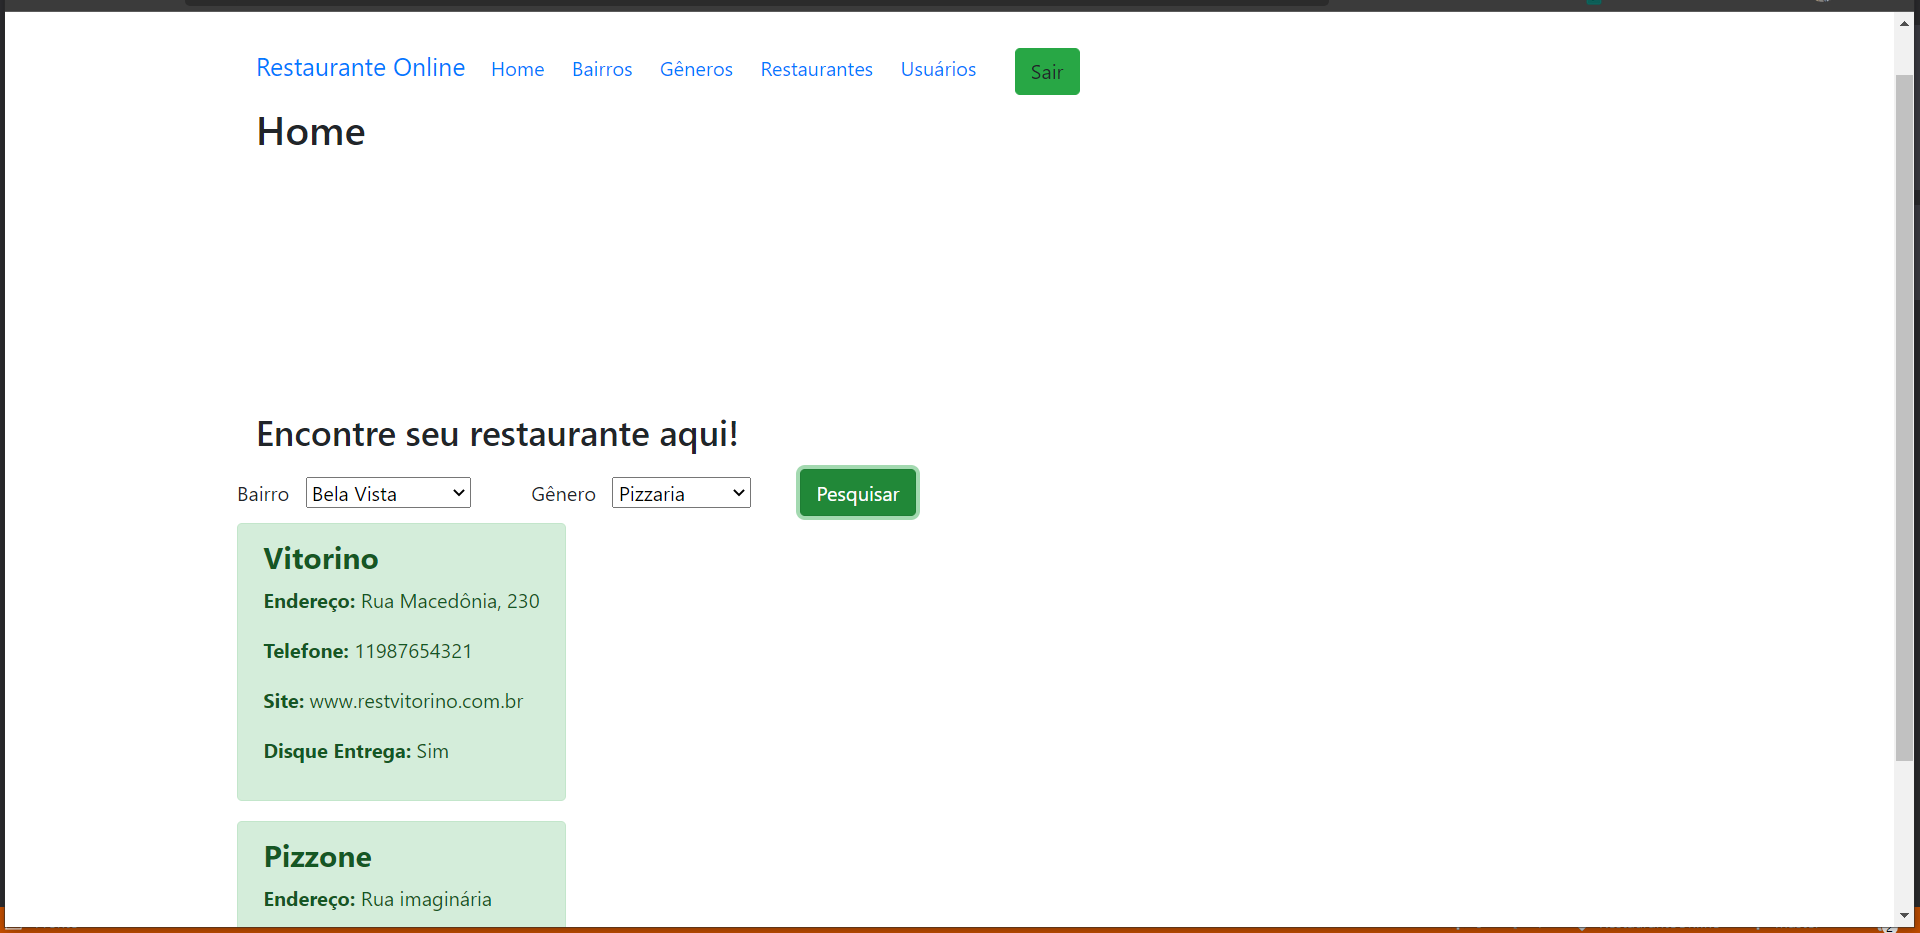 Restaurante Online Home Bairros Gêneros Restaurantes Usuários Sair
Home
Encontre seu restaurante aqui!
Bairro Bela Vista Gênero Pizzaria Pesquisar
Vitorino
Endereço: Rua Macedônia, 230
Telefone: 11987654321
Site: www.restvitorino.com.br
Disque Entrega: Sim
Pizzone
Endereço: Rua imaginária